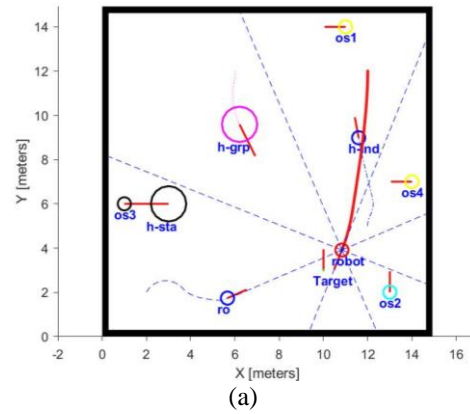 14
12
10
8
6
4
2
0
Y [meters]
os1
h-grp
h-ind
os4
os3
h-sta
robot
Target
os2
ro
-2
0
2
4
6
8
10
12
14
16
X [meters]
(a)